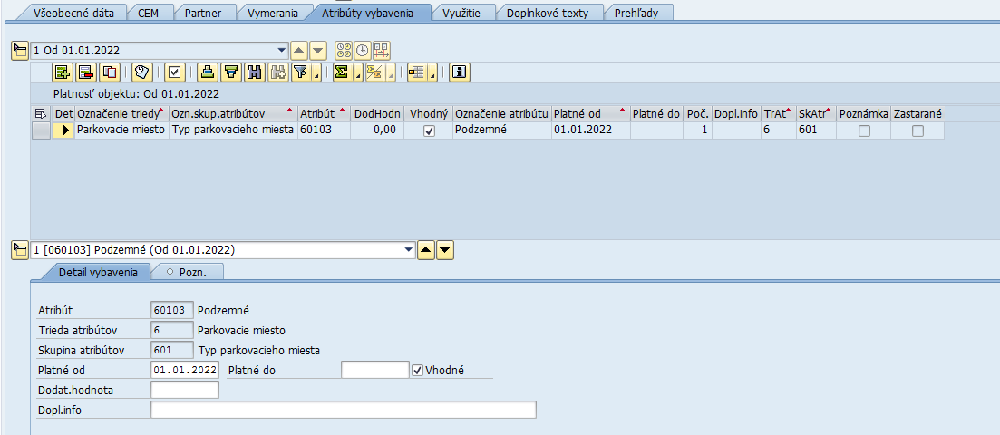 Všeobecné dáta CEM Partner Vymerania Atribúty vybavenia Využitie Doplnkové texty Prehľady
1 Od 01.01.2022
Platnosť objektu: Od 01.01.2022
Det Označenie triedy Ozn.skup.atribútov Atribút DodHodn Vhodný Označenie atribútu Platné od Platné do Poč. Dopl.info TrAt SkAtr Poznámka Zastarané
Parkovacie miesto Typ parkovacieho miesta 60103 0,00 Podzemné 01.01.2022 1 6 601
1 [060103] Podzemné (Od 01.01.2022)
Detail vybavenia Pozn.
Atribút 60103 Podzemné
Trieda atribútov 6 Parkovacie miesto
Skupina atribútov 601 Typ parkovacieho miesta
Platné od 01.01.2022 Platné do Vhodné
Dodat.hodnota
Dopl.info